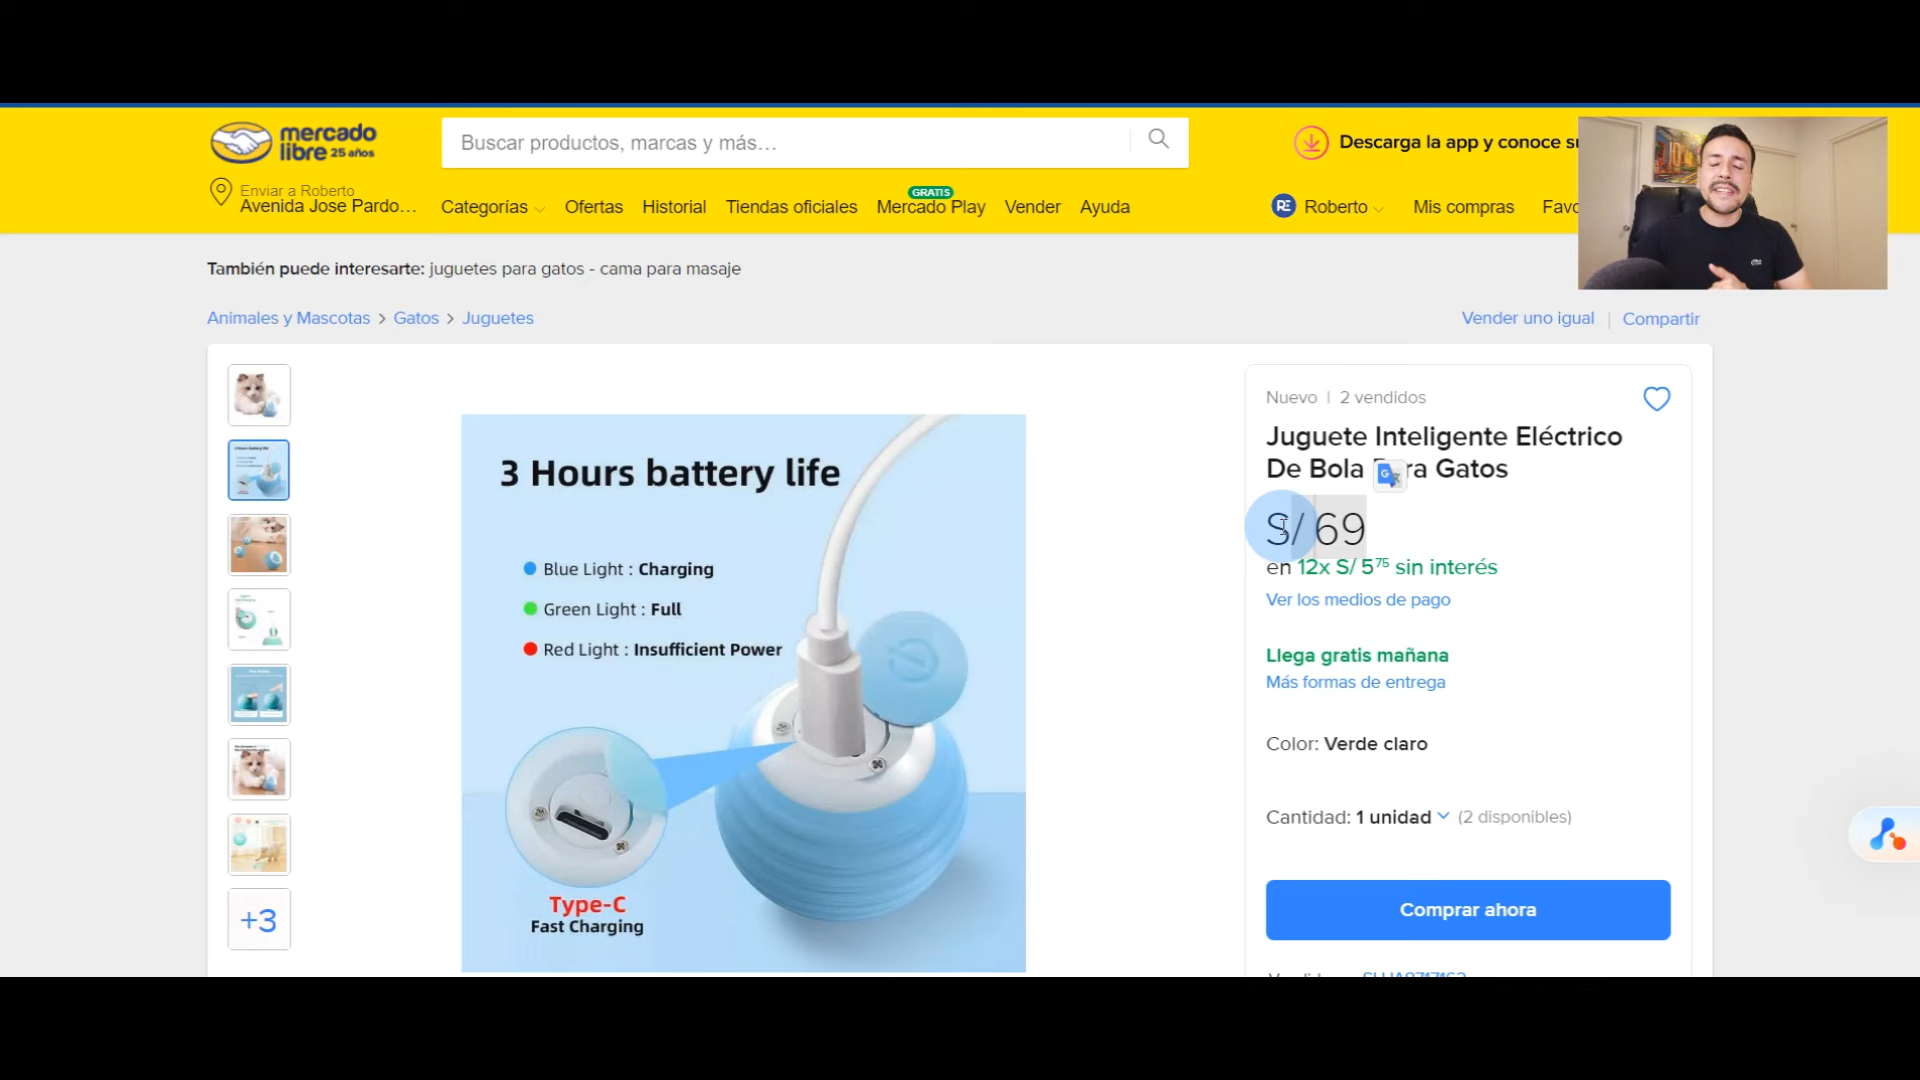 mercado
libre 25 años
Buscar productos, marcas y más...
Descarga la app y conoce
Enviar a Roberto
Avenida Jose Pardo...
Categorías
Ofertas
Historial
Tiendas oficiales
GRATIS
Mercado Play
Vender
Ayuda
RE
Roberto
Mis compras
También puede interesarte: juguetes para gatos - cama para masaje
Animales y Mascotas > Gatos > Juguetes
Vender uno igual | Compartir
3 Hours battery life
Blue Light : Charging
Green Light : Full
Red Light : Insufficient Power
Type-C
Fast Charging
+3
Nuevo | 2 vendidos
Juguete Inteligente Eléctrico
De Bola Para Gatos
S/ 69
en 12x S/ 5⁷⁵ sin interés
Ver los medios de pago
Llega gratis mañana
Más formas de entrega
Color: Verde claro
Cantidad: 1 unidad (2 disponibles)
Comprar ahora